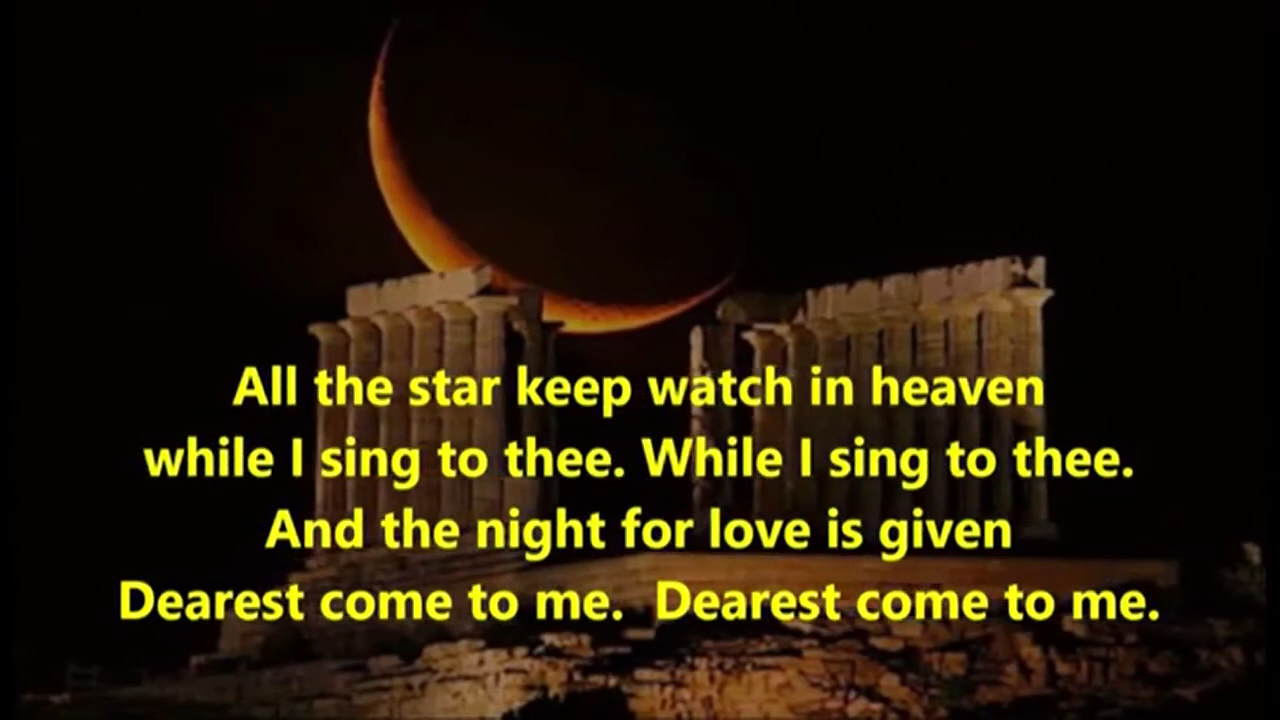 All the star keep watch in heaven
while I sing to thee. While I sing to thee.
And the night for love is given
Dearest come to me.  Dearest come to me.